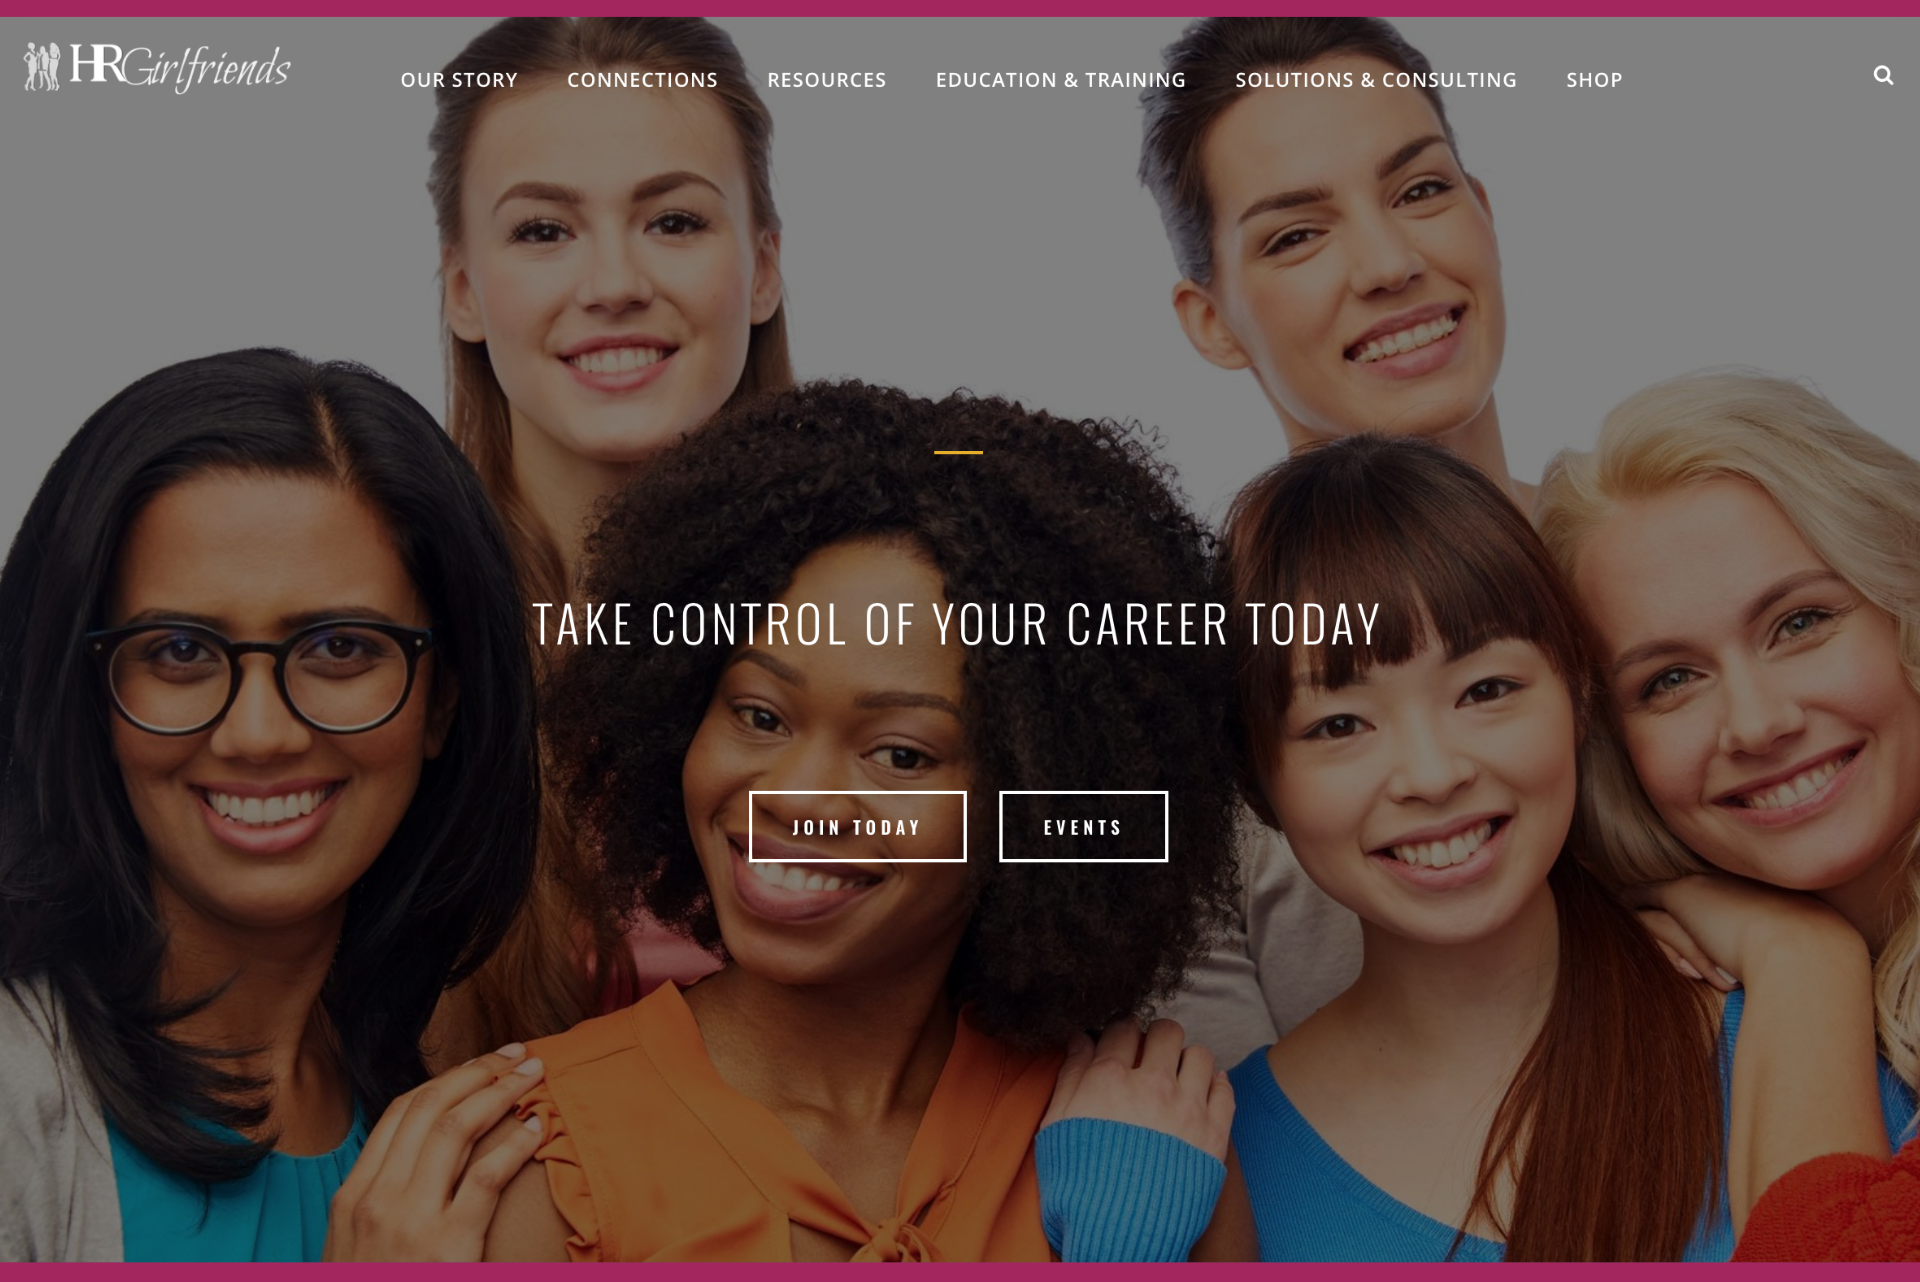 HRGirlfriends
OUR STORY CONNECTIONS RESOURCES EDUCATION & TRAINING SOLUTIONS & CONSULTING SHOP
TAKE CONTROL OF YOUR CAREER TODAY
JOIN TODAY EVENTS